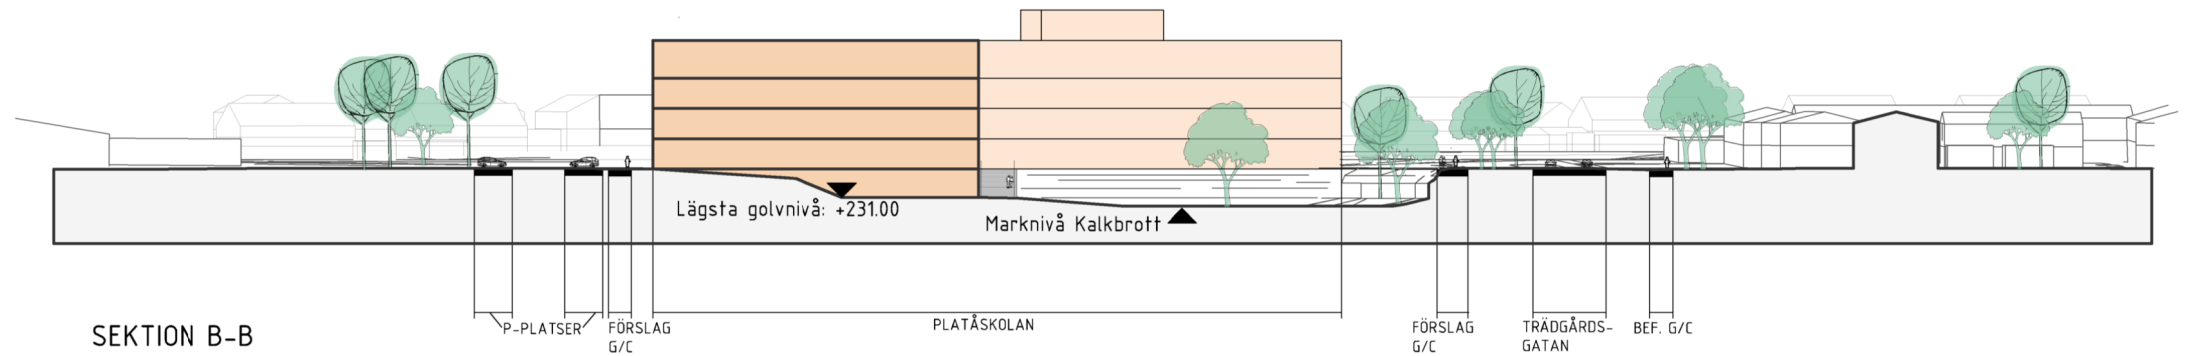 Lägsta golvnivå: +231.00
Marknivå Kalkbrott
SEKTION B-B
P-PLATSER
FÖRSLAG
G/C
PLATÅSKOLAN
FÖRSLAG
G/C
TRÄDGÅRDS-
GATAN
BEF. G/C